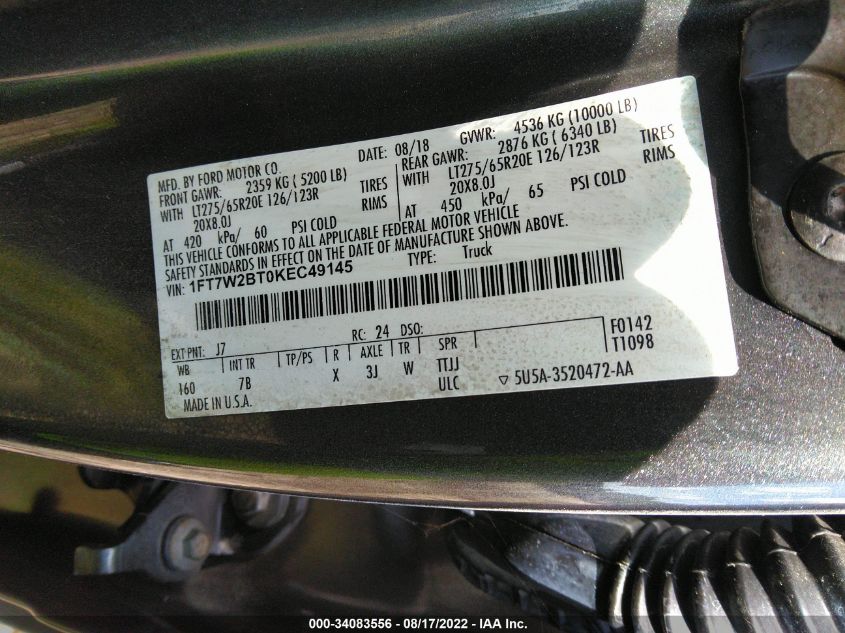 MFD. BY FORD MOTOR CO.
DATE: 08/18 GVWR: 4536 KG (10000 LB)
FRONT GAWR: 2359 KG ( 5200 LB) REAR GAWR: 2876 KG ( 6340 LB)
WITH LT275/65R20E 126/123R TIRES LT275/65R20E 126/123R TIRES
20X8.0J RIMS WITH 20X8.0J RIMS
AT 420 kPa/ 60 PSI COLD AT 450 kPa/ 65 PSI COLD
THIS VEHICLE CONFORMS TO ALL APPLICABLE FEDERAL MOTOR VEHICLE
SAFETY STANDARDS IN EFFECT ON THE DATE OF MANUFACTURE SHOWN ABOVE.
VIN: 1FT7W2BT0KEC49145 TYPE: Truck
EXT PNT: J7 RC: 24 DSO: F0142
WB INT TR TP/PS R AXLE TR SPR T1098
160 7B X 3J W TTJJ
ULC 5U5A-3520472-AA
MADE IN U.S.A.
000-34083556 - 08/17/2022 - IAA Inc.